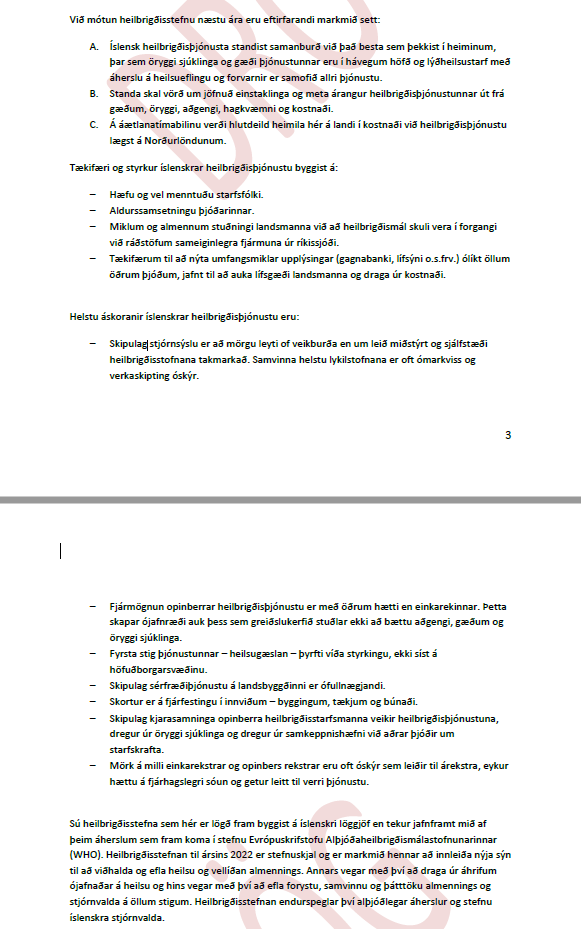 Við mótun heilbrigðisstefnu næstu ára eru eftirfarandi markmið sett:
A. Íslensk heilbrigðisþjónusta standist samanburð við það besta sem þekkist í heiminum,
þar sem öryggi sjúklinga og gæði þjónustunnar eru í hávegum höfð og lýðheilsustarf með
áherslu á heilsueflingu og forvarnir er samofið allri þjónustu.
B. Standa skal vörð um jöfnuð einstaklinga og meta árangur heilbrigðisþjónustunnar út frá
gæðum, öryggi, aðgengi, hagkvæmni og kostnaði.
C. Á áætlanatímabilinu verði hlutdeild heimila hér á landi í kostnaði við heilbrigðisþjónustu
lægst á Norðurlöndunum.
Tækifæri og styrkur íslenskrar heilbrigðisþjónustu byggist á:
– Hæfu og vel menntuðu starfsfólki.
– Aldurssamsetningu þjóðarinnar.
– Miklum og almennum stuðningi landsmanna við að heilbrigðismál skuli vera í forgangi
við ráðstöfum sameiginlegra fjármuna úr ríkissjóði.
– Tækifærum til að nýta umfangsmiklar upplýsingar (gagnabanki, lífsýni o.s.frv.) ólíkt öllum
öðrum þjóðum, jafnt til að auka lífsgæði landsmanna og draga úr kostnaði.
Helstu áskoranir íslenskrar heilbrigðisþjónustu eru:
– Skipulag stjórnsýslu er að mörgu leyti of veikburða en um leið miðstýrt og sjálfstæði
heilbrigðisstofnana takmarkað. Samvinna helstu lykilstofnana er oft ómarkviss og
verkaskipting óskýr.
3
– Fjármögnun opinberrar heilbrigðisþjónustu er með öðrum hætti en einkarekinnar. Þetta
skapar ójafnræði auk þess sem greiðslukerfið stuðlar ekki að bættu aðgengi, gæðum og
öryggi sjúklinga.
– Fyrsta stig þjónustunnar – heilsugæslan – þyrfti víða styrkingu, ekki síst á
höfuðborgarsvæðinu.
– Skipulag sérfræðiþjónustu á landsbyggðinni er ófullnægjandi.
– Skortur er á fjárfestingu í innviðum – byggingum, tækjum og búnaði.
– Skipulag kjarasamninga opinberra heilbrigðisstarfsmanna veikir heilbrigðisþjónustuna,
dregur úr öryggi sjúklinga og dregur úr samkeppnishæfni við aðrar þjóðir um
starfskrafta.
– Mörk á milli einkarekstrar og opinbers rekstrar eru oft óskýr sem leiðir til árekstra, eykur
hættu á fjárhagslegri sóun og getur leitt til verri þjónustu.
Sú heilbrigðisstefna sem hér er lögð fram byggist á íslenskri löggjöf en tekur jafnframt mið af
þeim áherslum sem fram koma í stefnu Evrópuskrifstofu Alþjóðaheilbrigðismálastofnunarinnar
(WHO). Heilbrigðisstefnan til ársins 2022 er stefnuskjal og er markmið hennar að innleiða nýja sýn
til að viðhalda og efla heilsu og vellíðan almennings. Annars vegar með því að draga úr áhrifum
ójafnaðar á heilsu og hins vegar með því að efla forystu, samvinnu og þátttöku almennings og
stjórnvalda á öllum stigum. Heilbrigðisstefnan endurspeglar því alþjóðlegar áherslur og stefnu
íslenskra stjórnvalda.